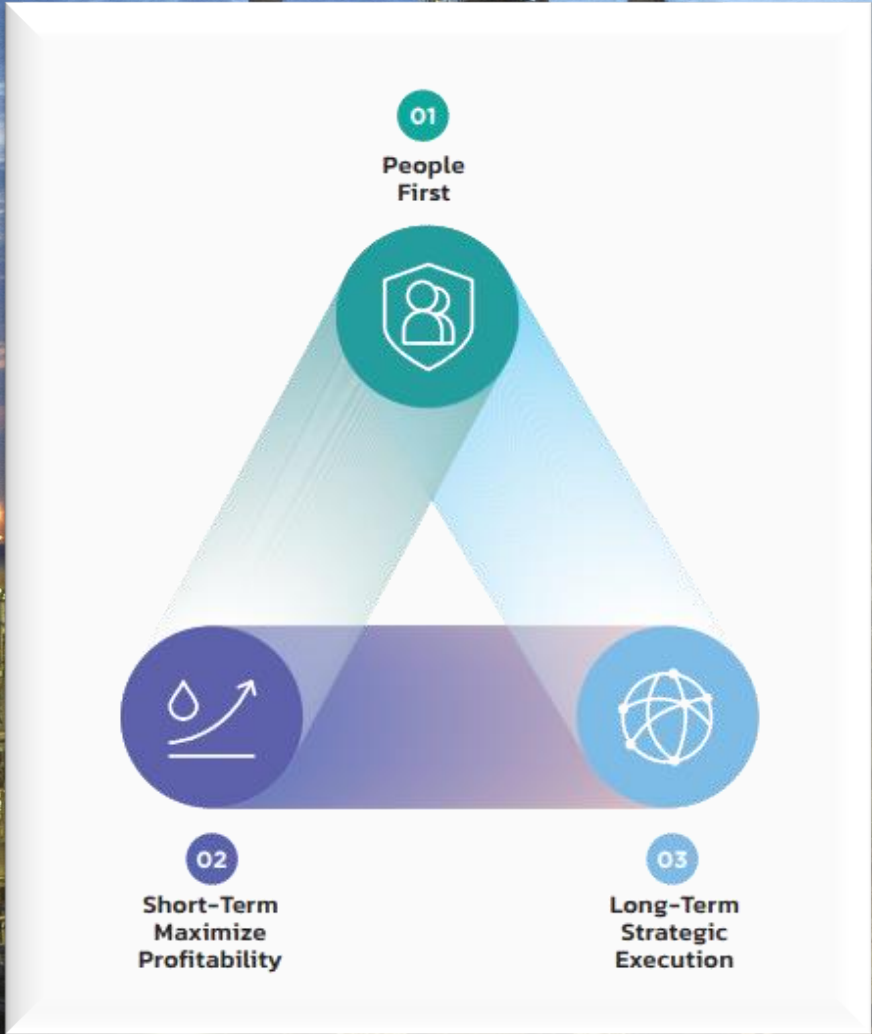 01
People
First
02
Short-Term
Maximize
Profitability
03
Long-Term
Strategic
Execution